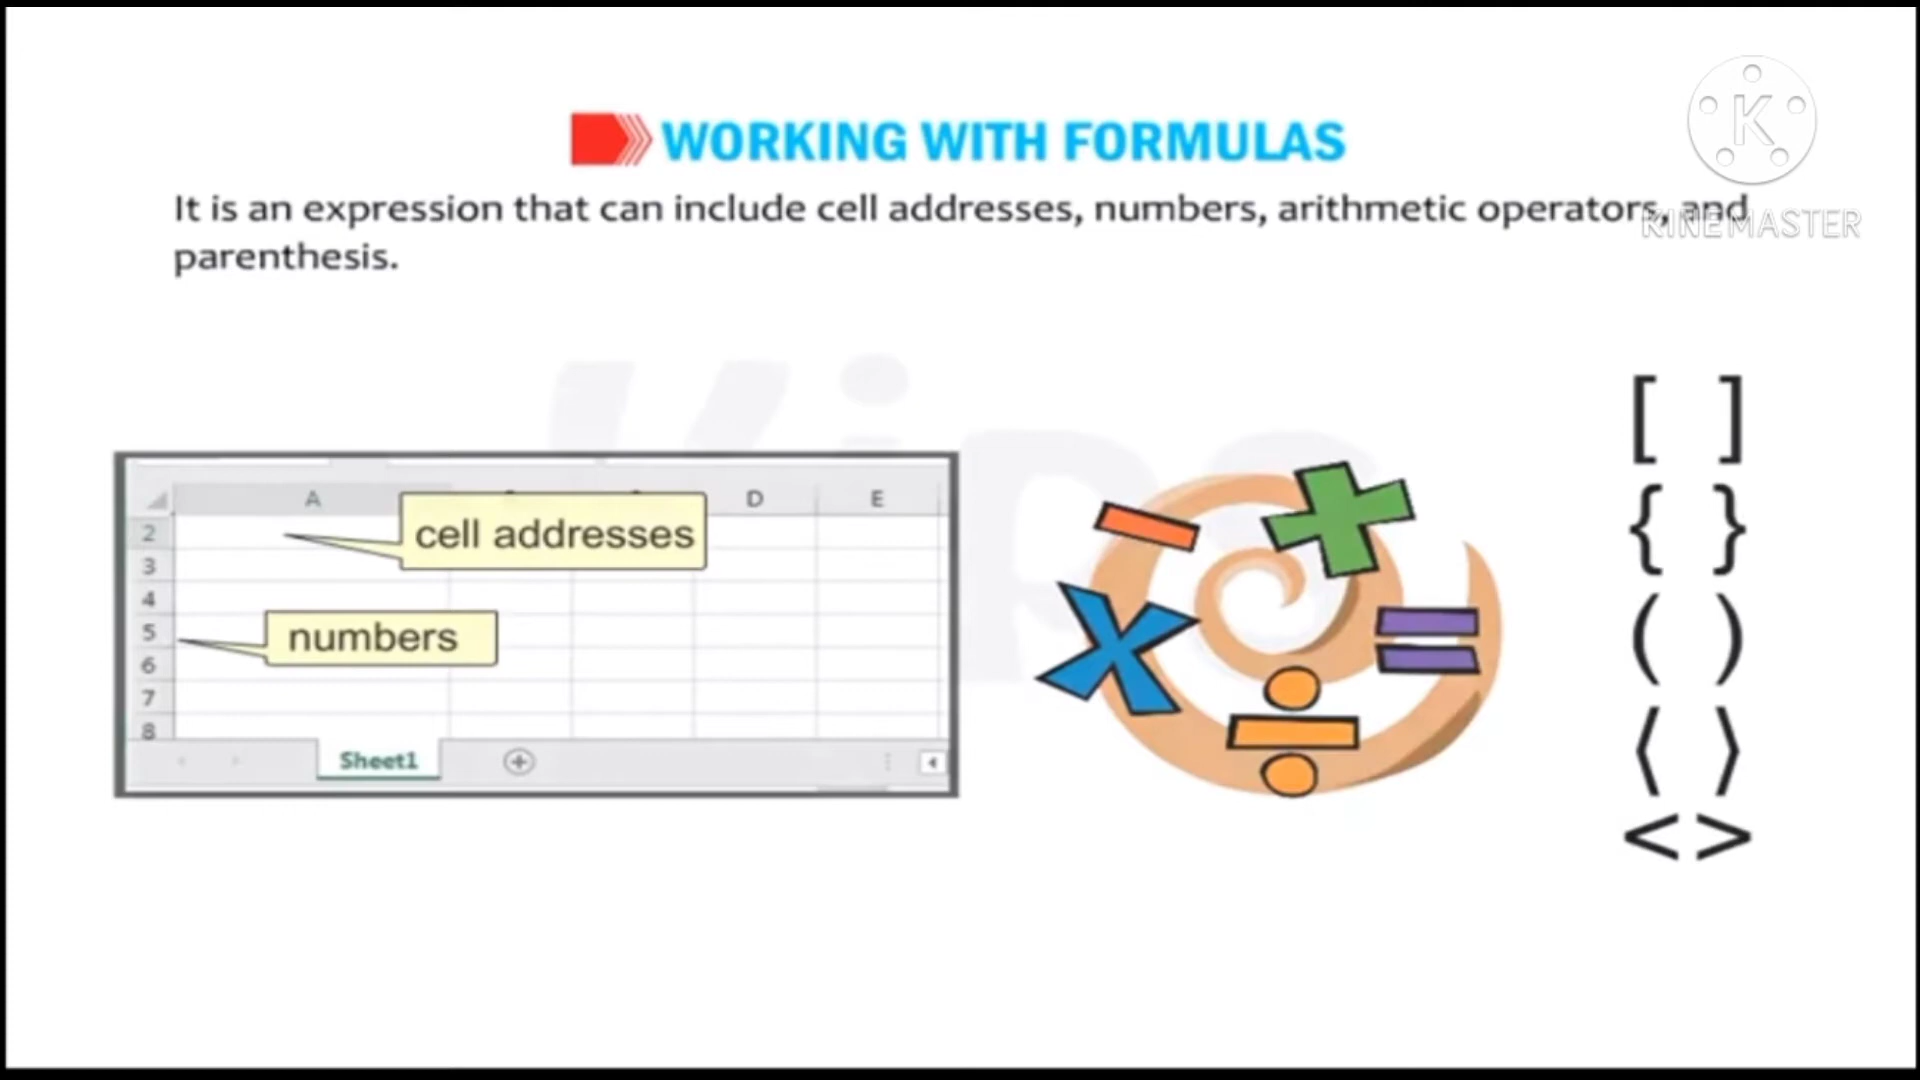 WORKING WITH FORMULAS
It is an expression that can include cell addresses, numbers, arithmetic operators, and
parenthesis.
K
KINEMASTER
KiPS
A D E
cell addresses
2
3
4
numbers
5
6
7
8
Sheet1
- +
x =
÷
[ ]
{ }
( )
⟨ ⟩
< >